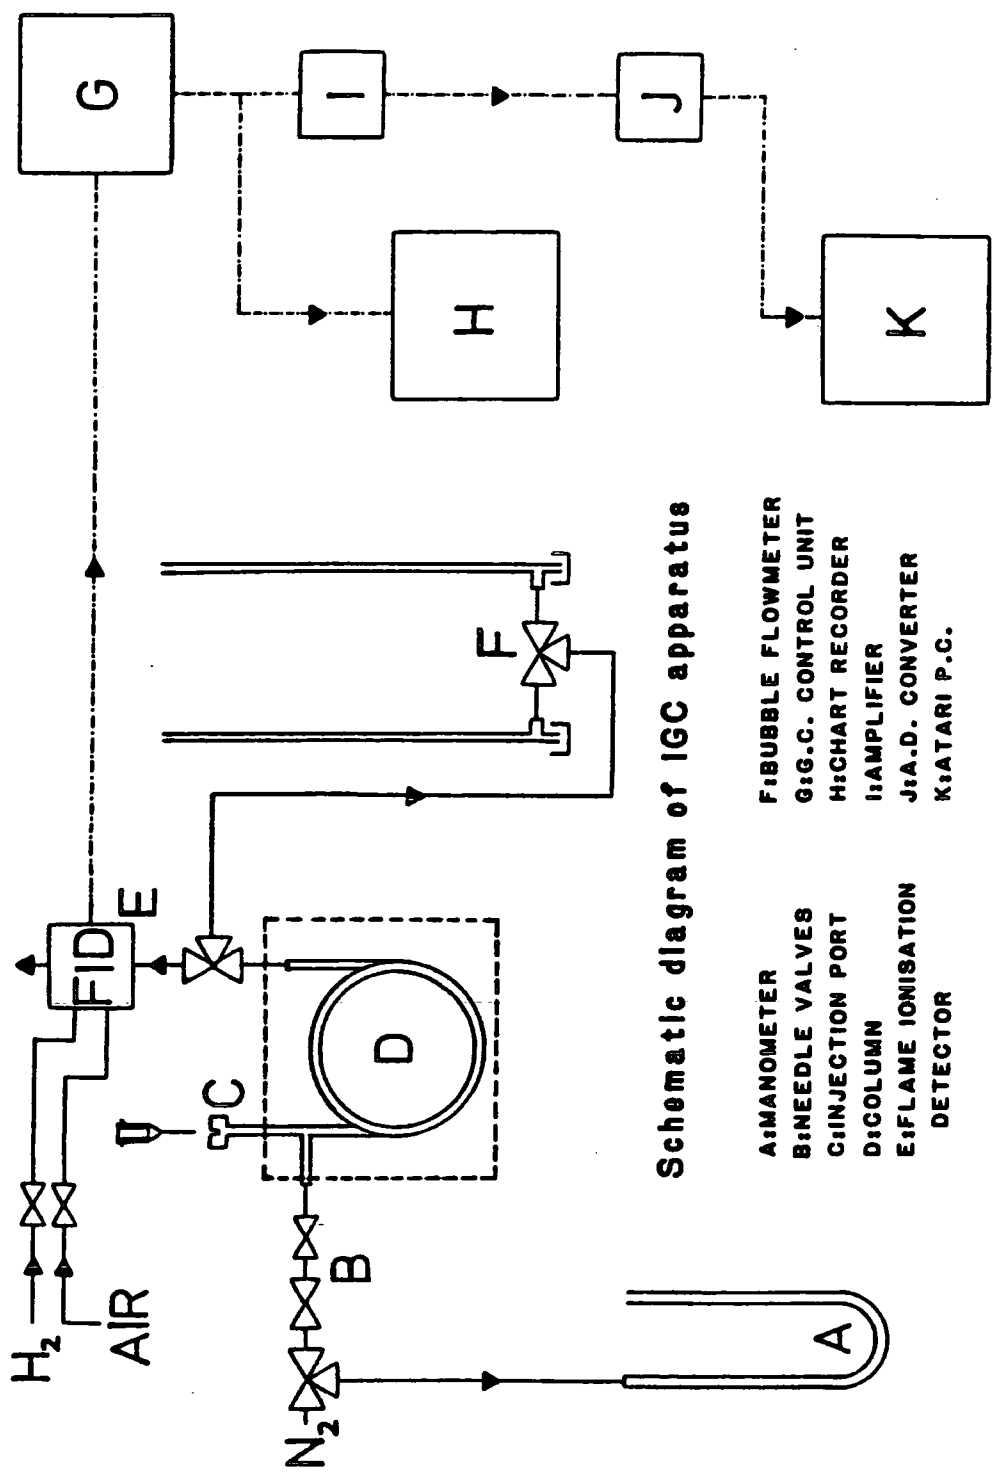 H₂
AIR
N₂
FID
E
C
D
B
A
F
G
H
I
J
K
Schematic diagram of IGC apparatus
A:MANOMETER
B:NEEDLE VALVES
C:INJECTION PORT
D:COLUMN
E:FLAME IONISATION
DETECTOR
F:BUBBLE FLOWMETER
G:G.C. CONTROL UNIT
H:CHART RECORDER
I:AMPLIFIER
J:A.D. CONVERTER
K:ATARI P.C.